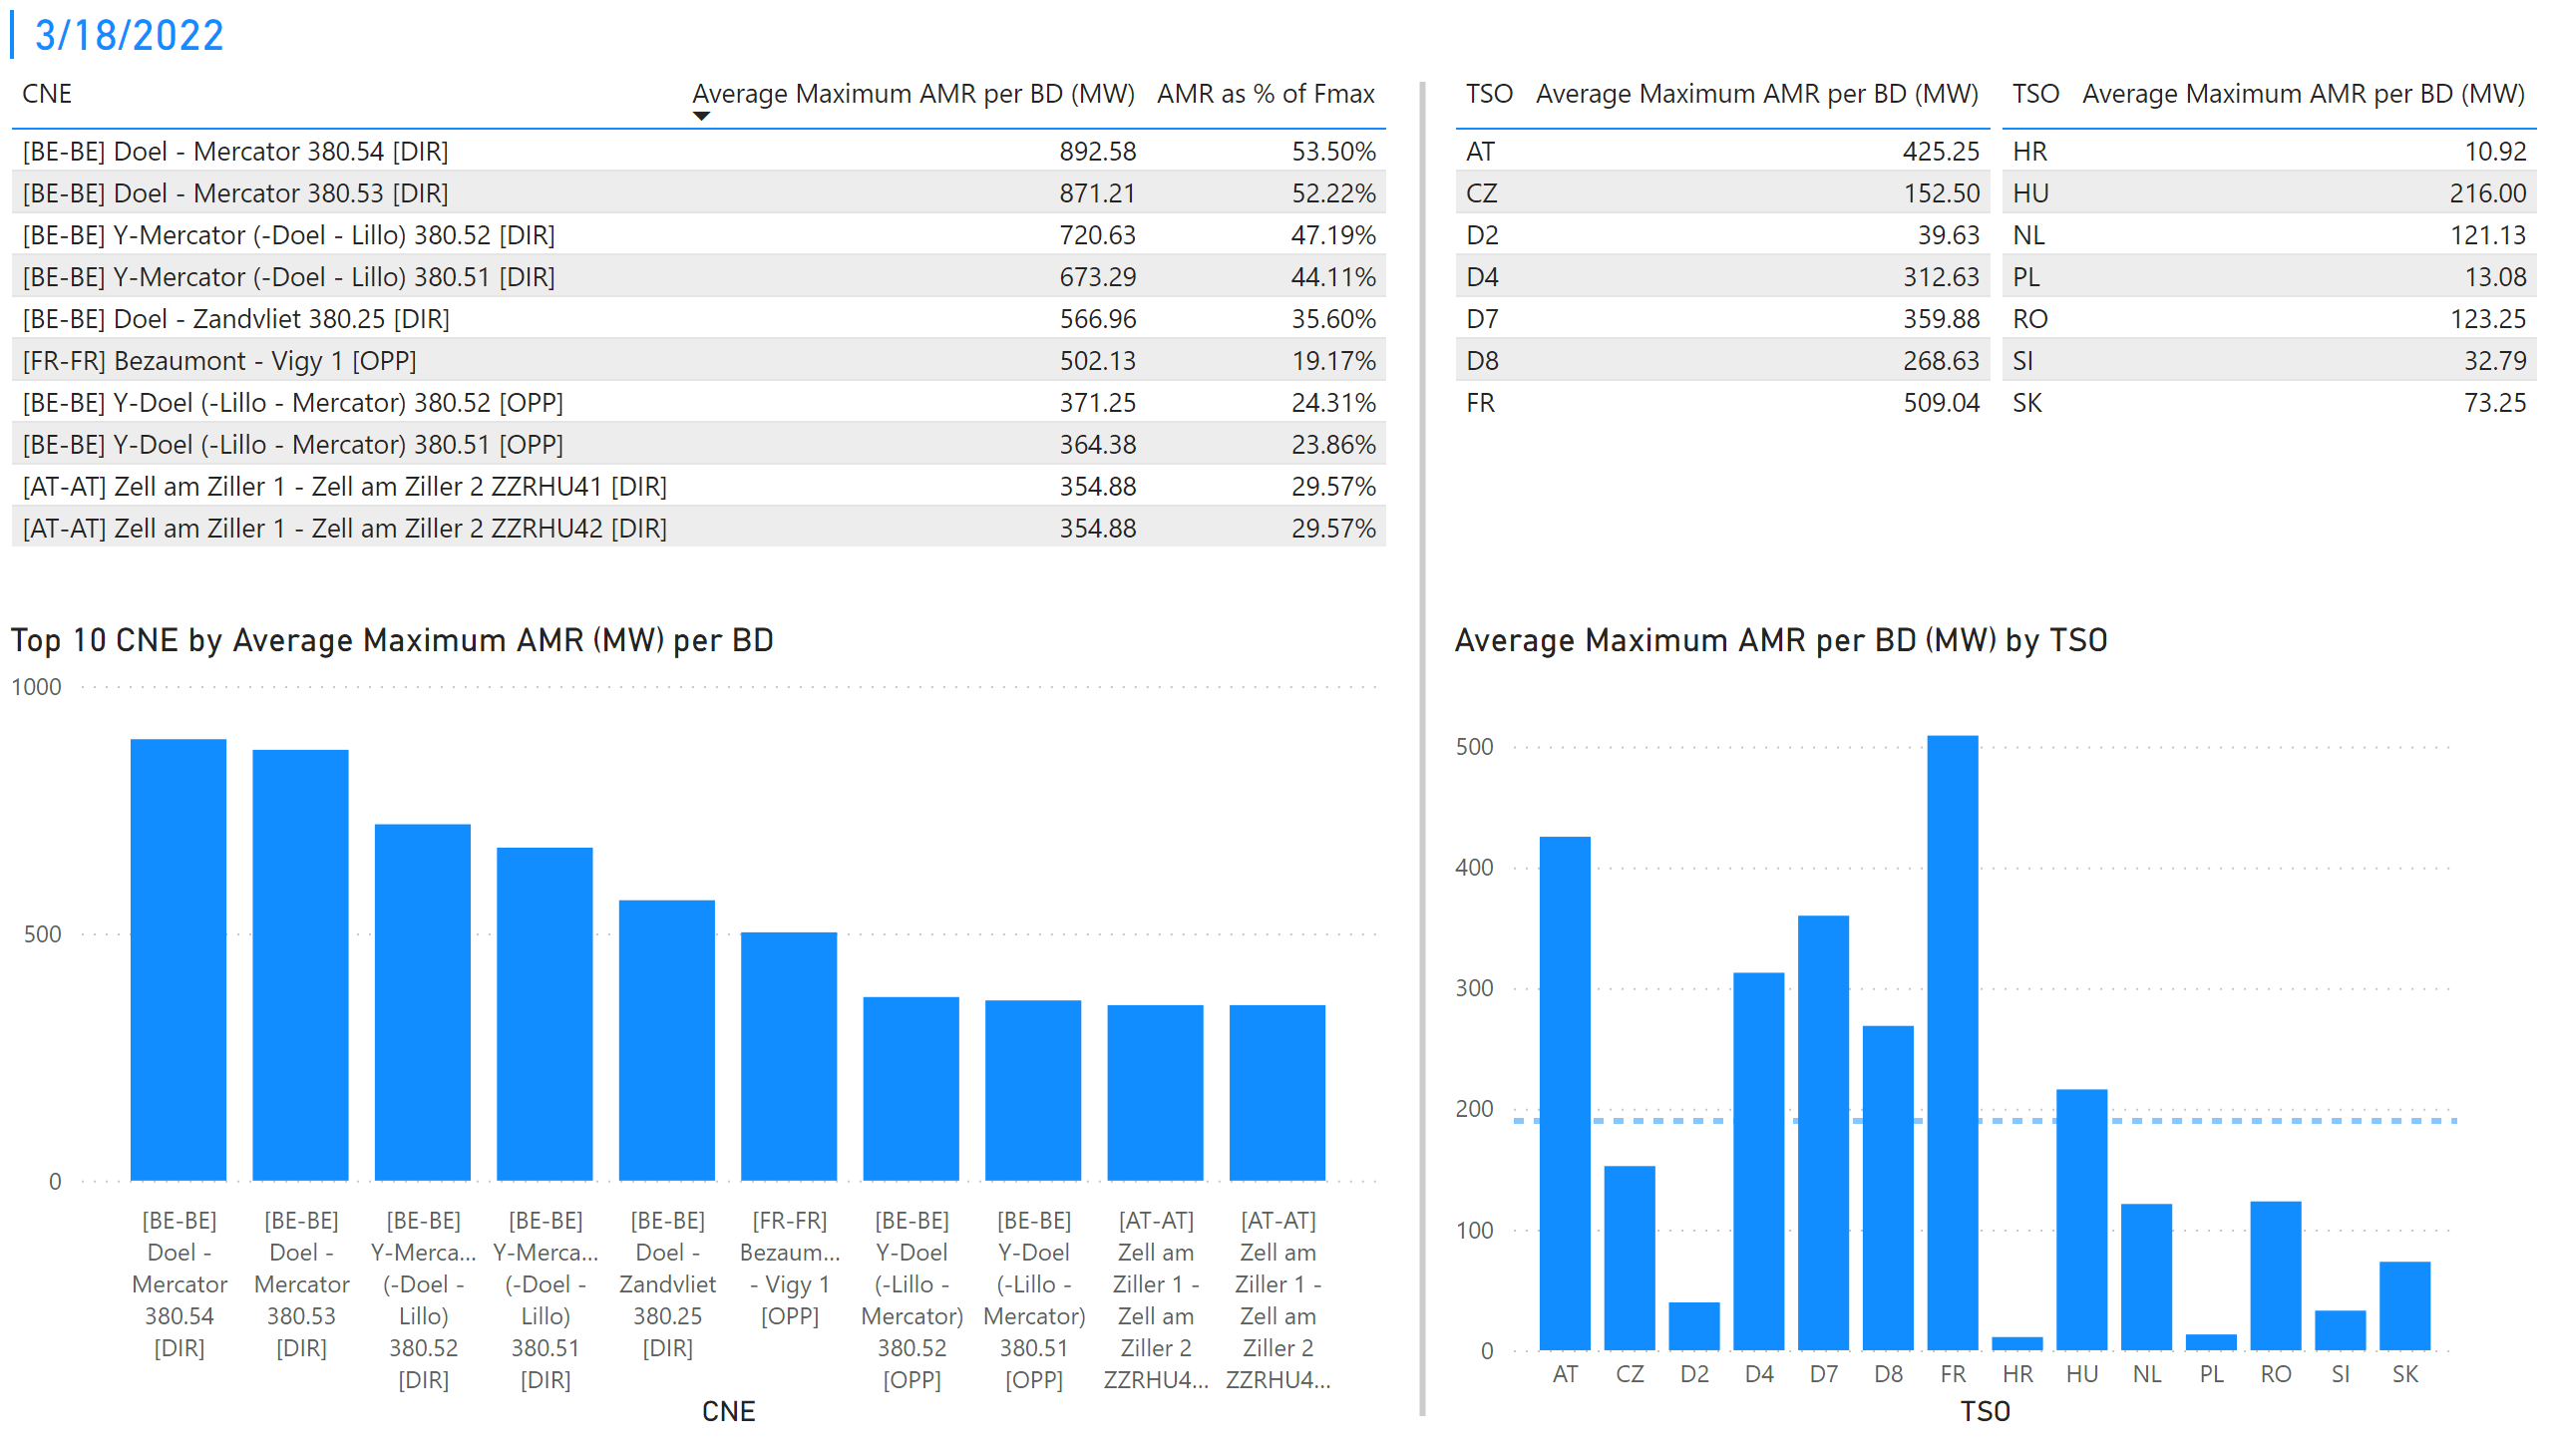 3/18/2022
CNE Average Maximum AMR per BD (MW) AMR as % of Fmax
[BE-BE] Doel - Mercator 380.54 [DIR] 892.58 53.50%
[BE-BE] Doel - Mercator 380.53 [DIR] 871.21 52.22%
[BE-BE] Y-Mercator (-Doel - Lillo) 380.52 [DIR] 720.63 47.19%
[BE-BE] Y-Mercator (-Doel - Lillo) 380.51 [DIR] 673.29 44.11%
[BE-BE] Doel - Zandvliet 380.25 [DIR] 566.96 35.60%
[FR-FR] Bezaumont - Vigy 1 [OPP] 502.13 19.17%
[BE-BE] Y-Doel (-Lillo - Mercator) 380.52 [OPP] 371.25 24.31%
[BE-BE] Y-Doel (-Lillo - Mercator) 380.51 [OPP] 364.38 23.86%
[AT-AT] Zell am Ziller 1 - Zell am Ziller 2 ZZRHU41 [DIR] 354.88 29.57%
[AT-AT] Zell am Ziller 1 - Zell am Ziller 2 ZZRHU42 [DIR] 354.88 29.57%
TSO Average Maximum AMR per BD (MW)
AT 425.25
CZ 152.50
D2 39.63
D4 312.63
D7 359.88
D8 268.63
FR 509.04
TSO Average Maximum AMR per BD (MW)
HR 10.92
HU 216.00
NL 121.13
PL 13.08
RO 123.25
SI 32.79
SK 73.25
Top 10 CNE by Average Maximum AMR (MW) per BD
1000
500
0
[BE-BE]
Doel -
Mercator
380.54
[DIR]
[BE-BE]
Doel -
Mercator
380.53
[DIR]
[BE-BE]
Y-Merca...
(-Doel -
Lillo)
380.52
[DIR]
[BE-BE]
Y-Merca...
(-Doel -
Lillo)
380.51
[DIR]
[BE-BE]
Doel -
Zandvliet
380.25
[DIR]
[FR-FR]
Bezaum...
- Vigy 1
[OPP]
[BE-BE]
Y-Doel
(-Lillo -
Mercator)
380.52
[OPP]
[BE-BE]
Y-Doel
(-Lillo -
Mercator)
380.51
[OPP]
[AT-AT]
Zell am
Ziller 1 -
Zell am
Ziller 2
ZZRHU4...
[AT-AT]
Zell am
Ziller 1 -
Zell am
Ziller 2
ZZRHU4...
CNE
Average Maximum AMR per BD (MW) by TSO
500
400
300
200
100
0
AT CZ D2 D4 D7 D8 FR HR HU NL PL RO SI SK
TSO